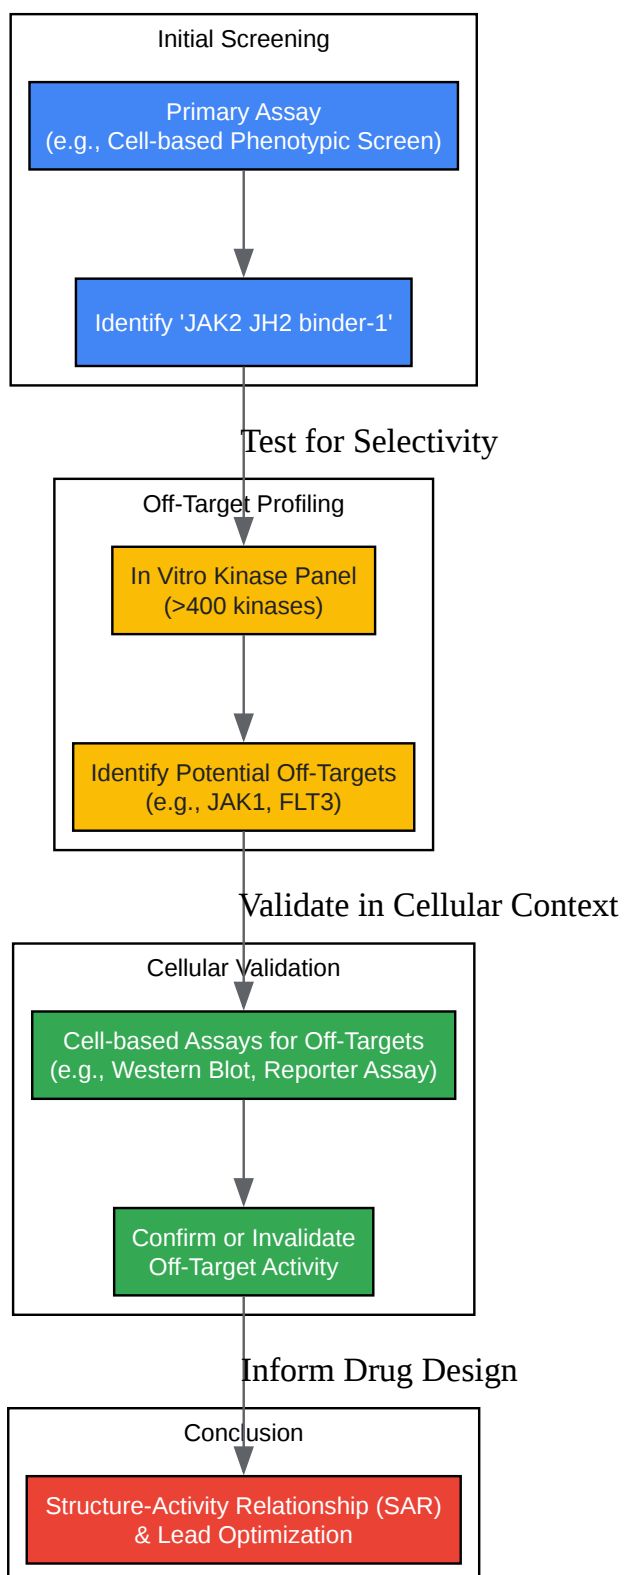 Initial Screening
Primary Assay
(e.g., Cell-based Phenotypic Screen)
Identify 'JAK2 JH2 binder-1'
Test for Selectivity
Off-Target Profiling
In Vitro Kinase Panel
(>400 kinases)
Identify Potential Off-Targets
(e.g., JAK1, FLT3)
Validate in Cellular Context
Cellular Validation
Cell-based Assays for Off-Targets
(e.g., Western Blot, Reporter Assay)
Confirm or Invalidate
Off-Target Activity
Inform Drug Design
Conclusion
Structure-Activity Relationship (SAR)
& Lead Optimization